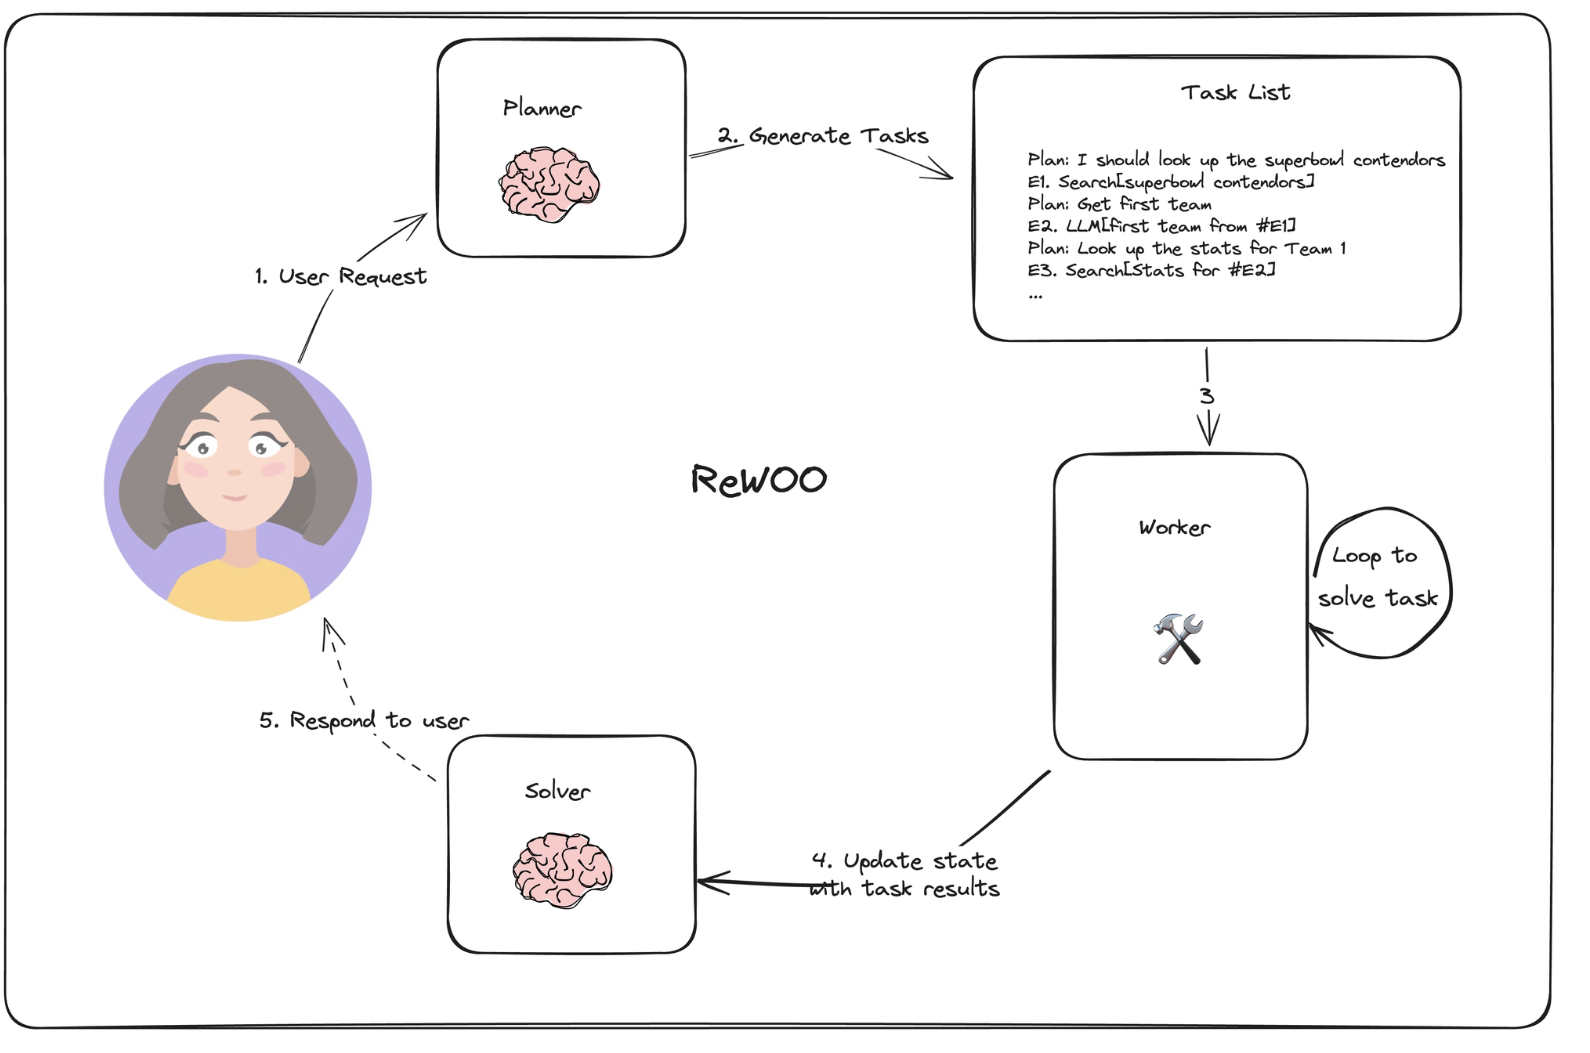 Planner
2. Generate Tasks
Task List
Plan: I should look up the superbowl contendors
E1. Search[superbowl contendors]
Plan: Get first team
E2. LLM[first team from #E1]
Plan: Look up the stats for Team 1
E3. Search[Stats for #E2]
...
1. User Request
3
ReWOO
Worker
Loop to
solve task
5. Respond to user
Solver
4. Update state
with task results